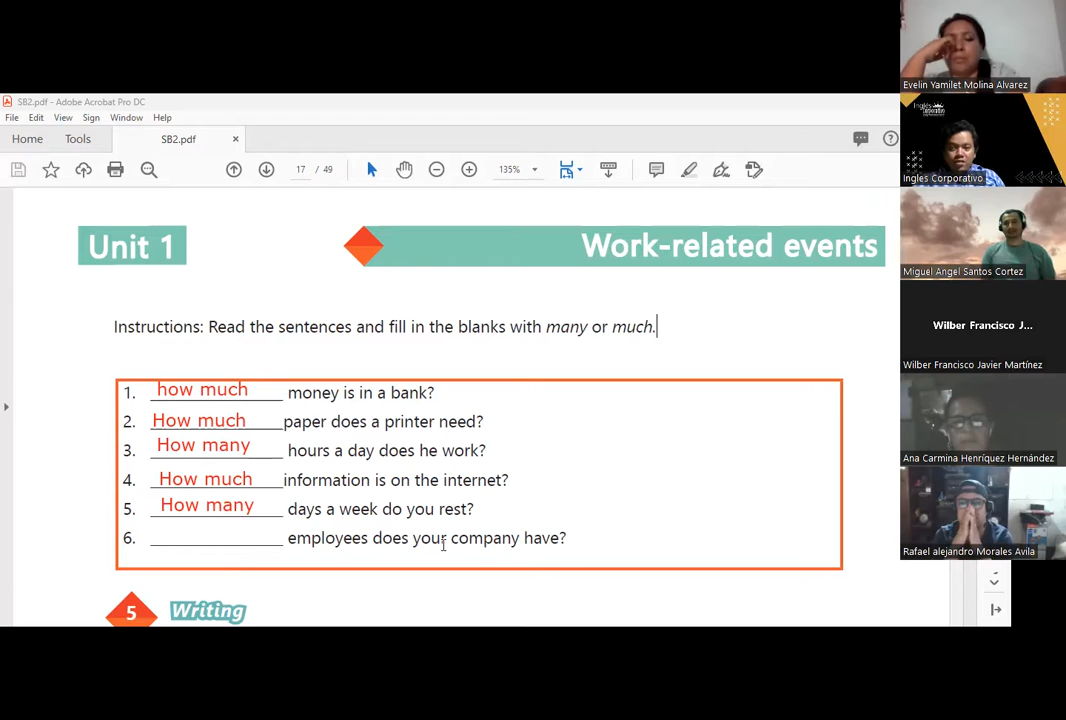 SB2.pdf - Adobe Acrobat Pro DC
File Edit View Sign Window Help
Home Tools SB2.pdf ×
17 / 49 135%
Unit 1 Work-related events
Instructions: Read the sentences and fill in the blanks with many or much.
1. how much money is in a bank?
2. How much paper does a printer need?
3. How many hours a day does he work?
4. How much information is on the internet?
5. How many days a week do you rest?
6. ______________ employees does your company have?
5 Writing
Evelin Yamilet Molina Alvarez
Inglés Corporativo
Ingles Corporativo
Miguel Angel Santos Cortez
Wilber Francisco J...
Wilber Francisco Javier Martínez
Ana Carmina Henríquez Hernández
Rafael alejandro Morales Avila